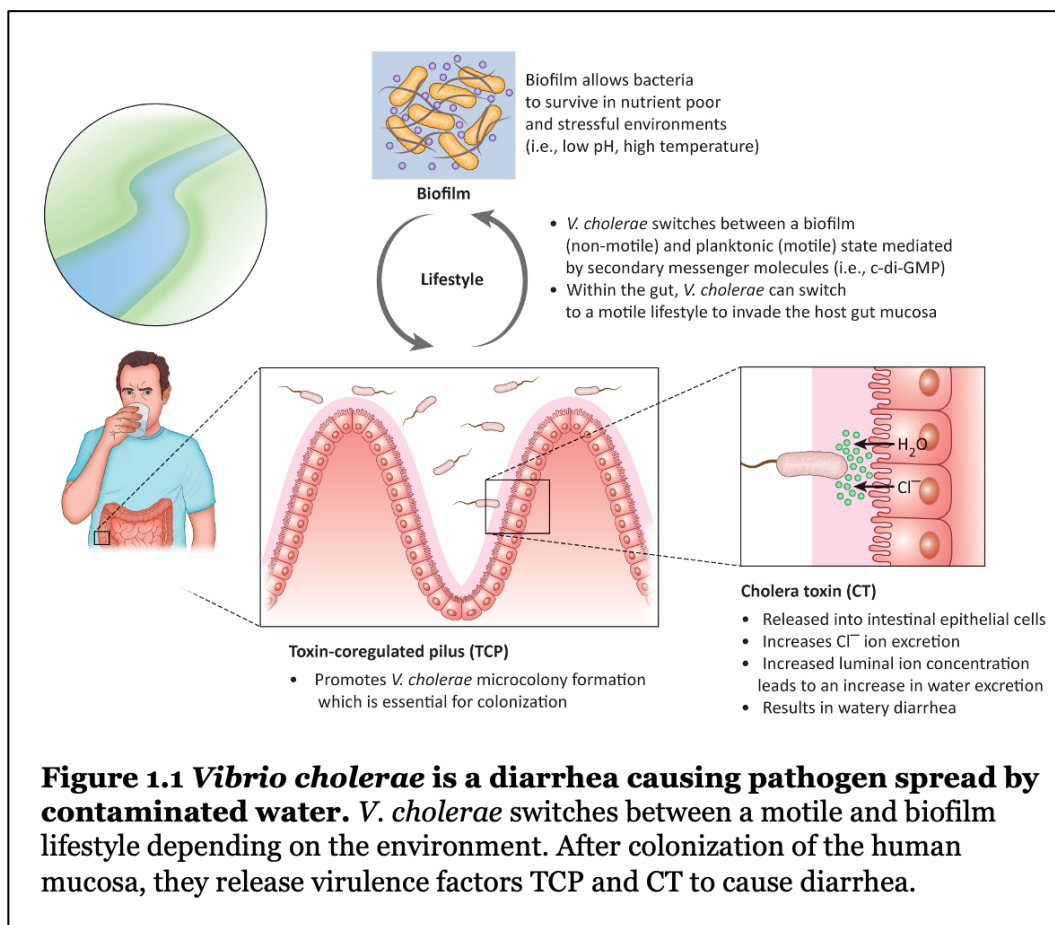 Biofilm allows bacteria
to survive in nutrient poor
and stressful environments
(i.e., low pH, high temperature)
Biofilm
Lifestyle
• V. cholerae switches between a biofilm
(non-motile) and planktonic (motile) state mediated
by secondary messenger molecules (i.e., c-di-GMP)
• Within the gut, V. cholerae can switch
to a motile lifestyle to invade the host gut mucosa
H₂O
Cl⁻
Toxin-coregulated pilus (TCP)
• Promotes V. cholerae microcolony formation
which is essential for colonization
Cholera toxin (CT)
• Released into intestinal epithelial cells
• Increases Cl⁻ ion excretion
• Increased luminal ion concentration
leads to an increase in water excretion
• Results in watery diarrhea
Figure 1.1 Vibrio cholerae is a diarrhea causing pathogen spread by
contaminated water. V. cholerae switches between a motile and biofilm
lifestyle depending on the environment. After colonization of the human
mucosa, they release virulence factors TCP and CT to cause diarrhea.